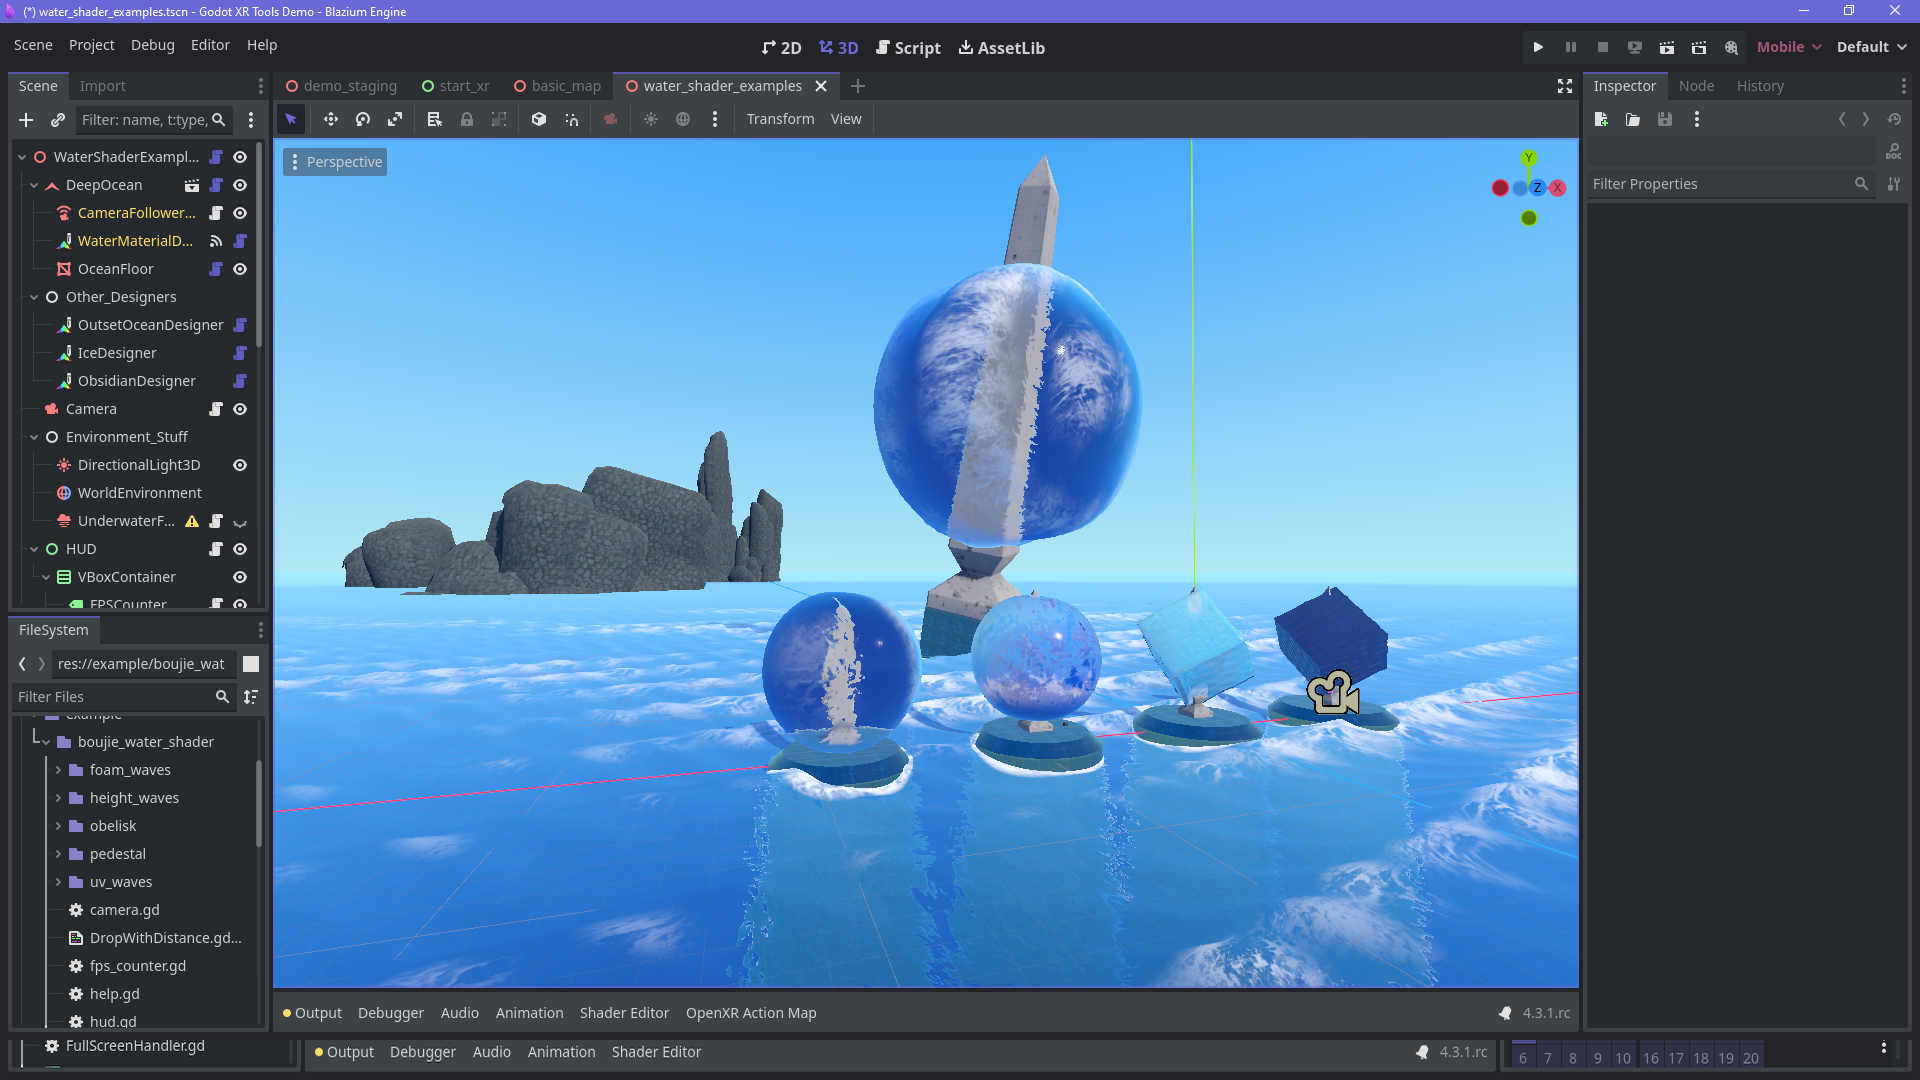 (*) water_shader_examples.tscn - Godot XR Tools Demo - Blazium Engine
Scene Project Debug Editor Help
2D 3D Script AssetLib
Mobile Default
Scene Import
demo_staging start_xr basic_map water_shader_examples
Inspector Node History
Filter: name, t:type,
Transform View
Perspective
Y
Z
X
DOC
Filter Properties
WaterShaderExampl...
DeepOcean
CameraFollower...
WaterMaterialD...
OceanFloor
Other_Designers
OutsetOceanDesigner
IceDesigner
ObsidianDesigner
Camera
Environment_Stuff
DirectionalLight3D
WorldEnvironment
UnderwaterF...
HUD
VBoxContainer
FPSCounter
FileSystem
res://example/boujie_wat
Filter Files
example
boujie_water_shader
foam_waves
height_waves
obelisk
pedestal
uv_waves
camera.gd
DropWithDistance.gd...
fps_counter.gd
help.gd
hud.gd
Output Debugger Audio Animation Shader Editor OpenXR Action Map
4.3.1.rc
FullScreenHandler.gd
Output Debugger Audio Animation Shader Editor
4.3.1.rc
6 7 8 9 10 16 17 18 19 20